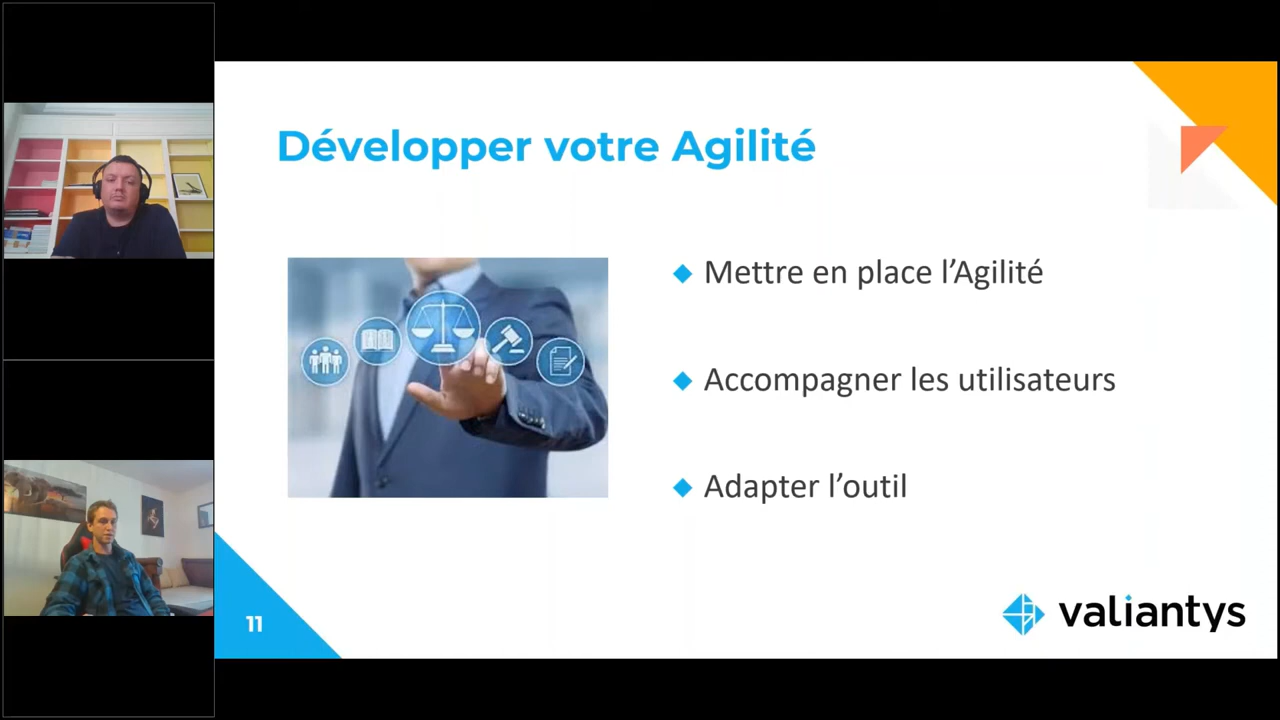 Développer votre Agilité
Mettre en place l’Agilité
Accompagner les utilisateurs
Adapter l’outil
11
valiantys